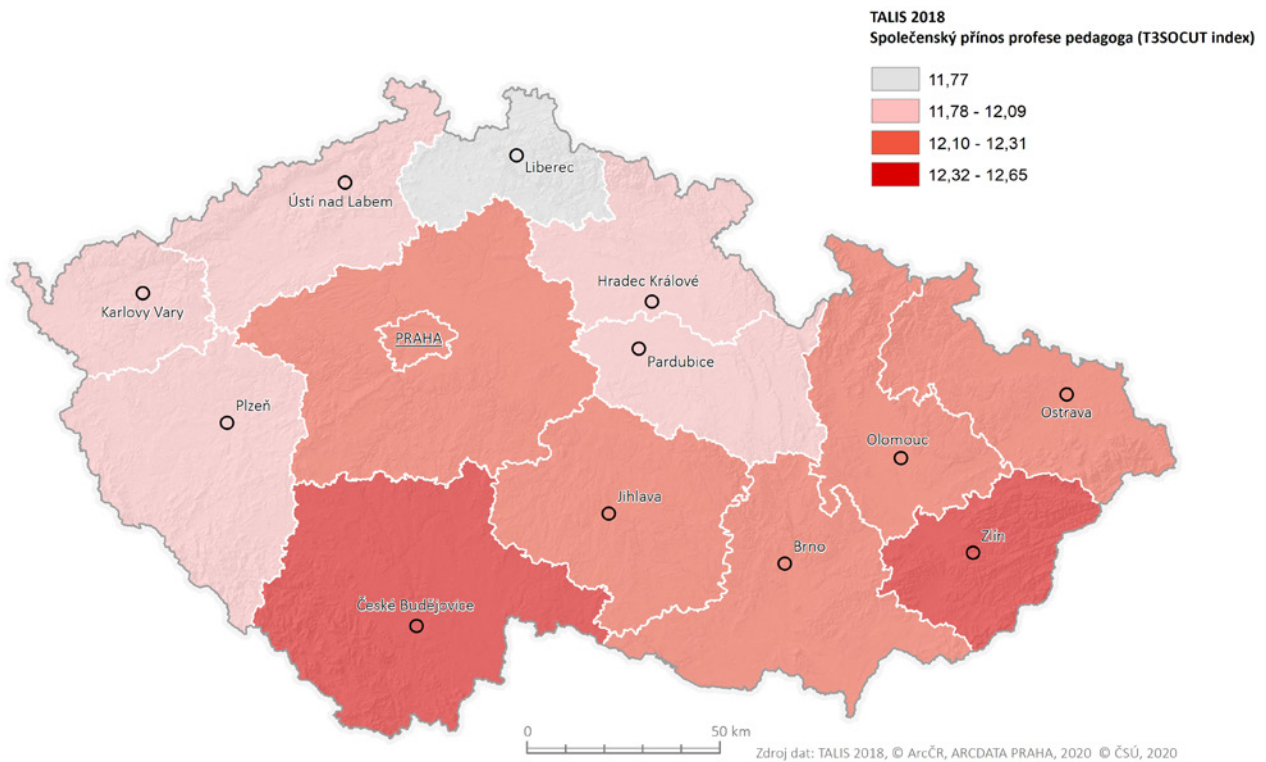 TALIS 2018
Společenský přínos profese pedagoga (T3SOCUT index)
11,77
11,78 - 12,09
12,10 - 12,31
12,32 - 12,65
Liberec
Ústí nad Labem
Hradec Králové
Karlovy Vary
PRAHA
Pardubice
Plzeň
Ostrava
Olomouc
Jihlava
Zlín
Brno
České Budějovice
0 50 km
Zdroj dat: TALIS 2018, © ArcČR, ARCDATA PRAHA, 2020 © ČSÚ, 2020